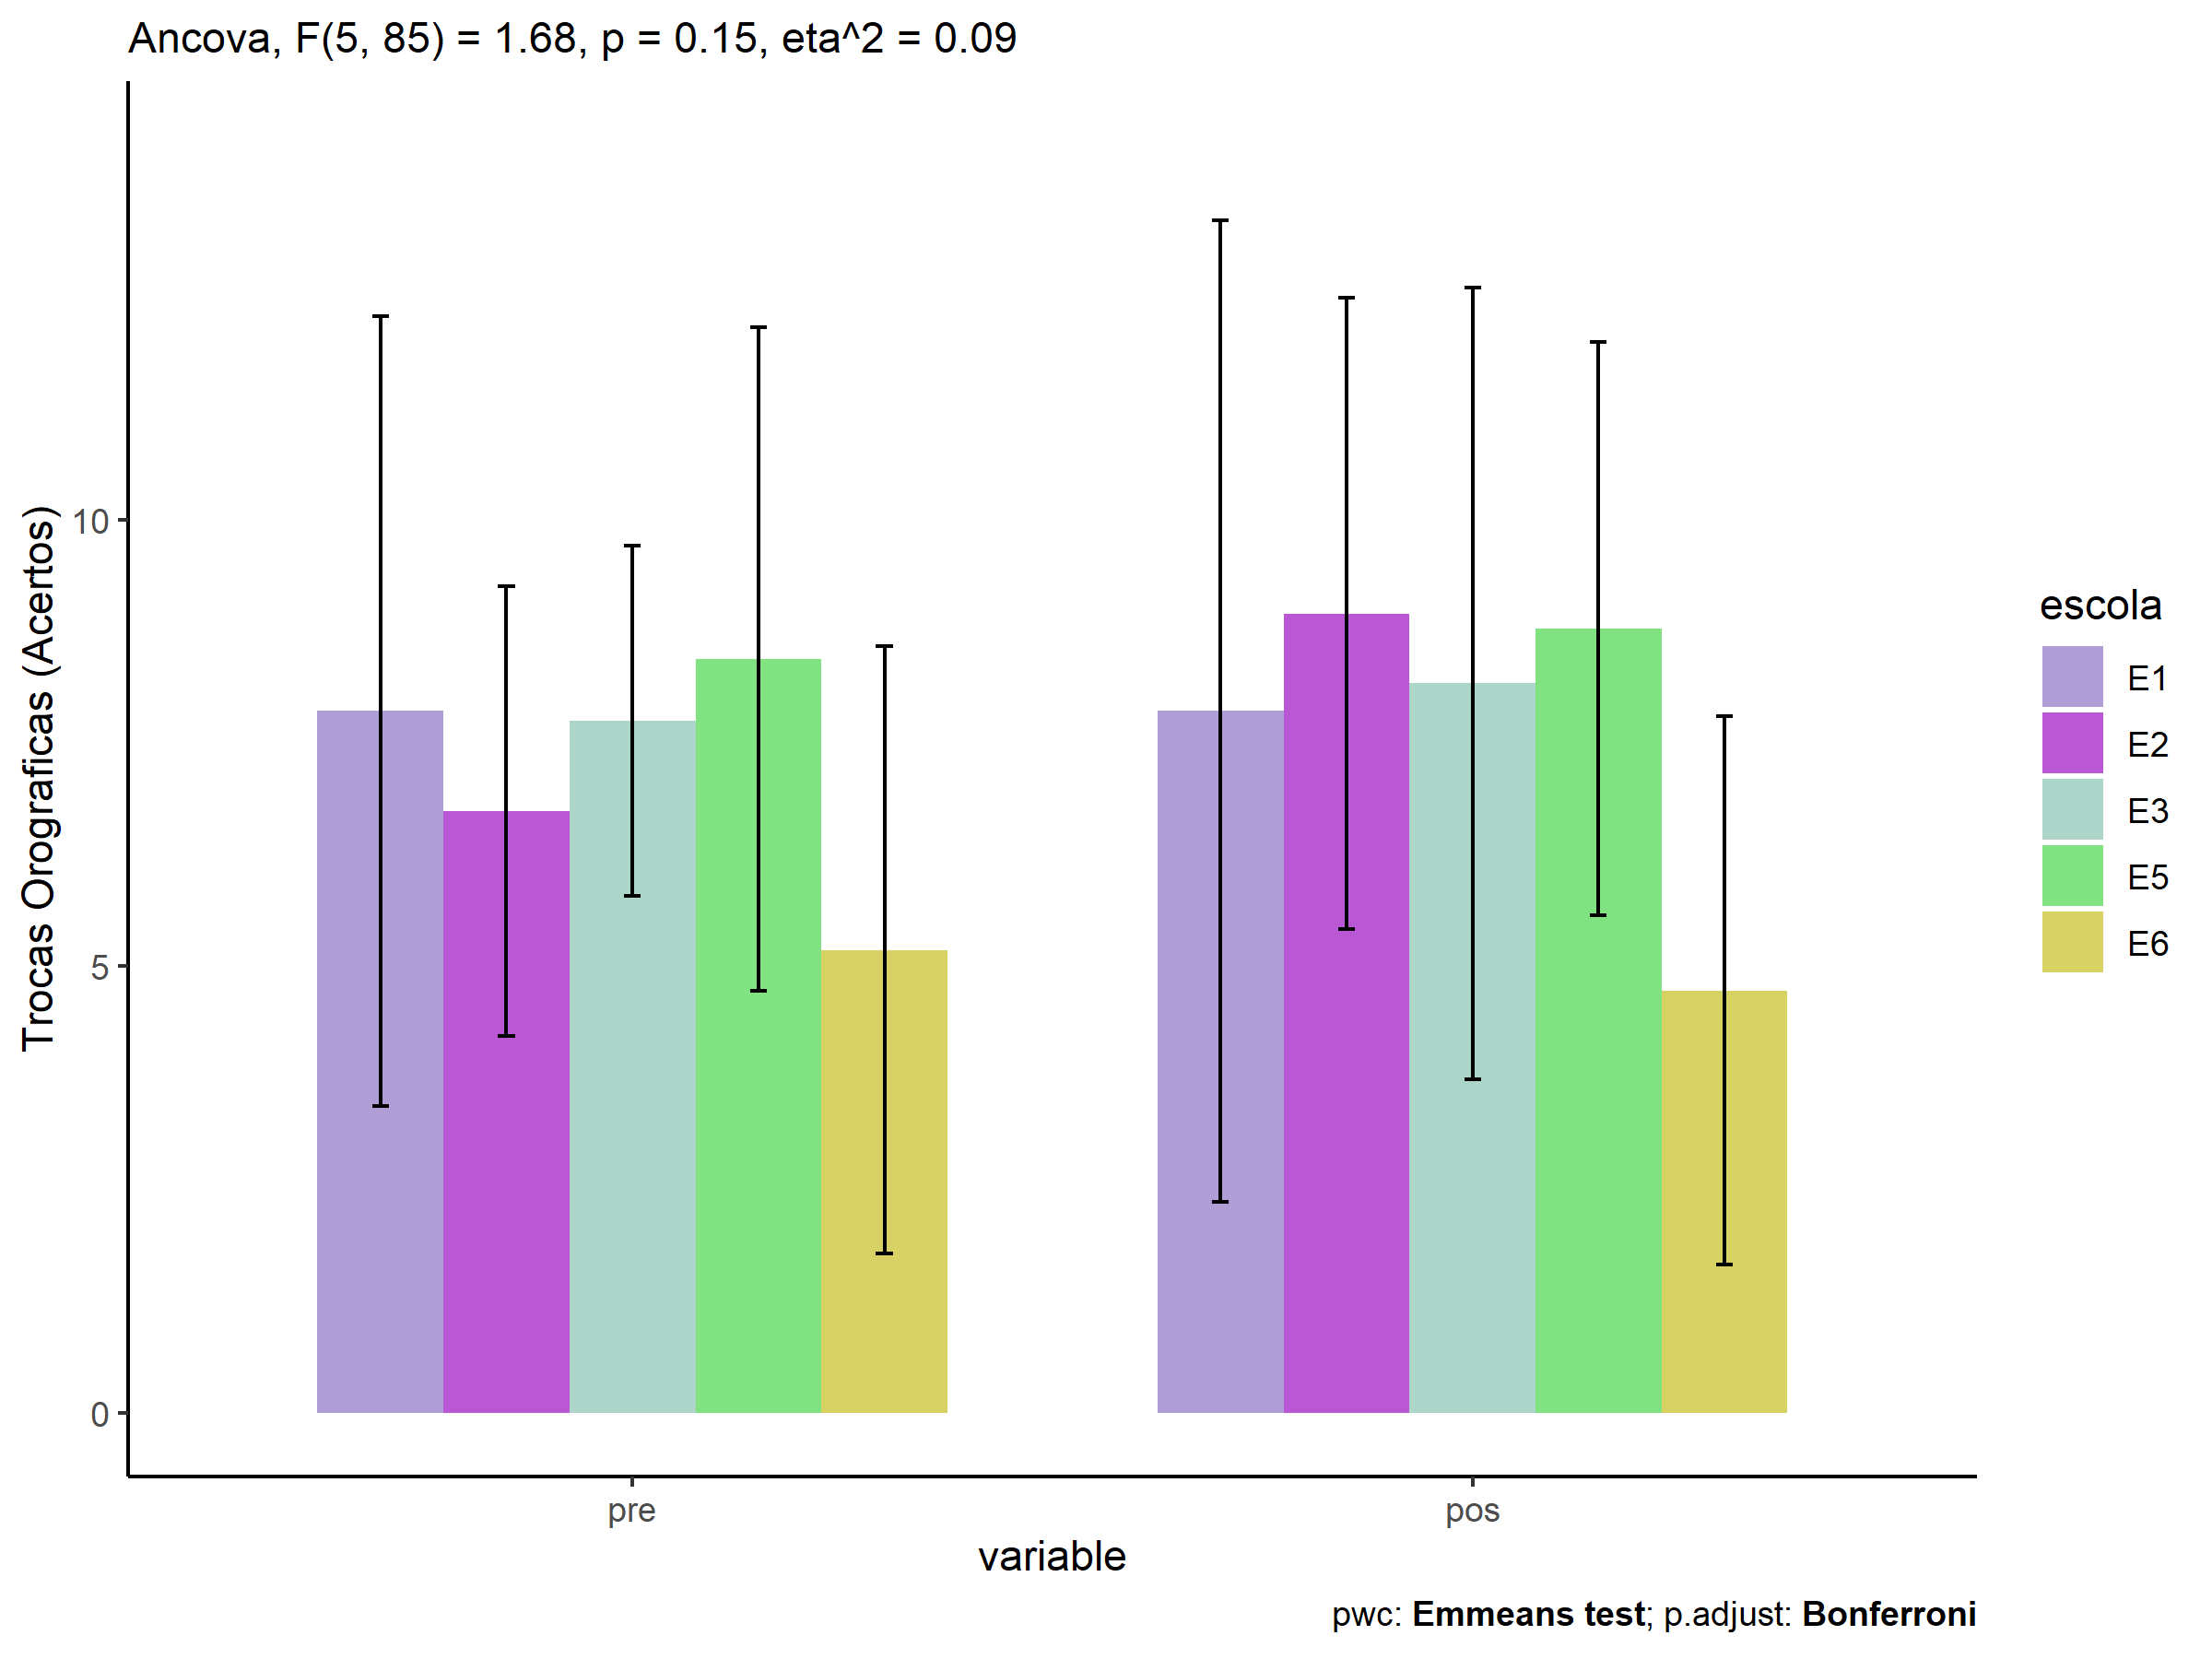 Ancova, F(5, 85) = 1.68, p = 0.15, eta^2 = 0.09
Trocas Orograficas (Acertos)
10
5
0
pre
pos
variable
escola
E1
E2
E3
E5
E6
pwc: Emmeans test; p.adjust: Bonferroni